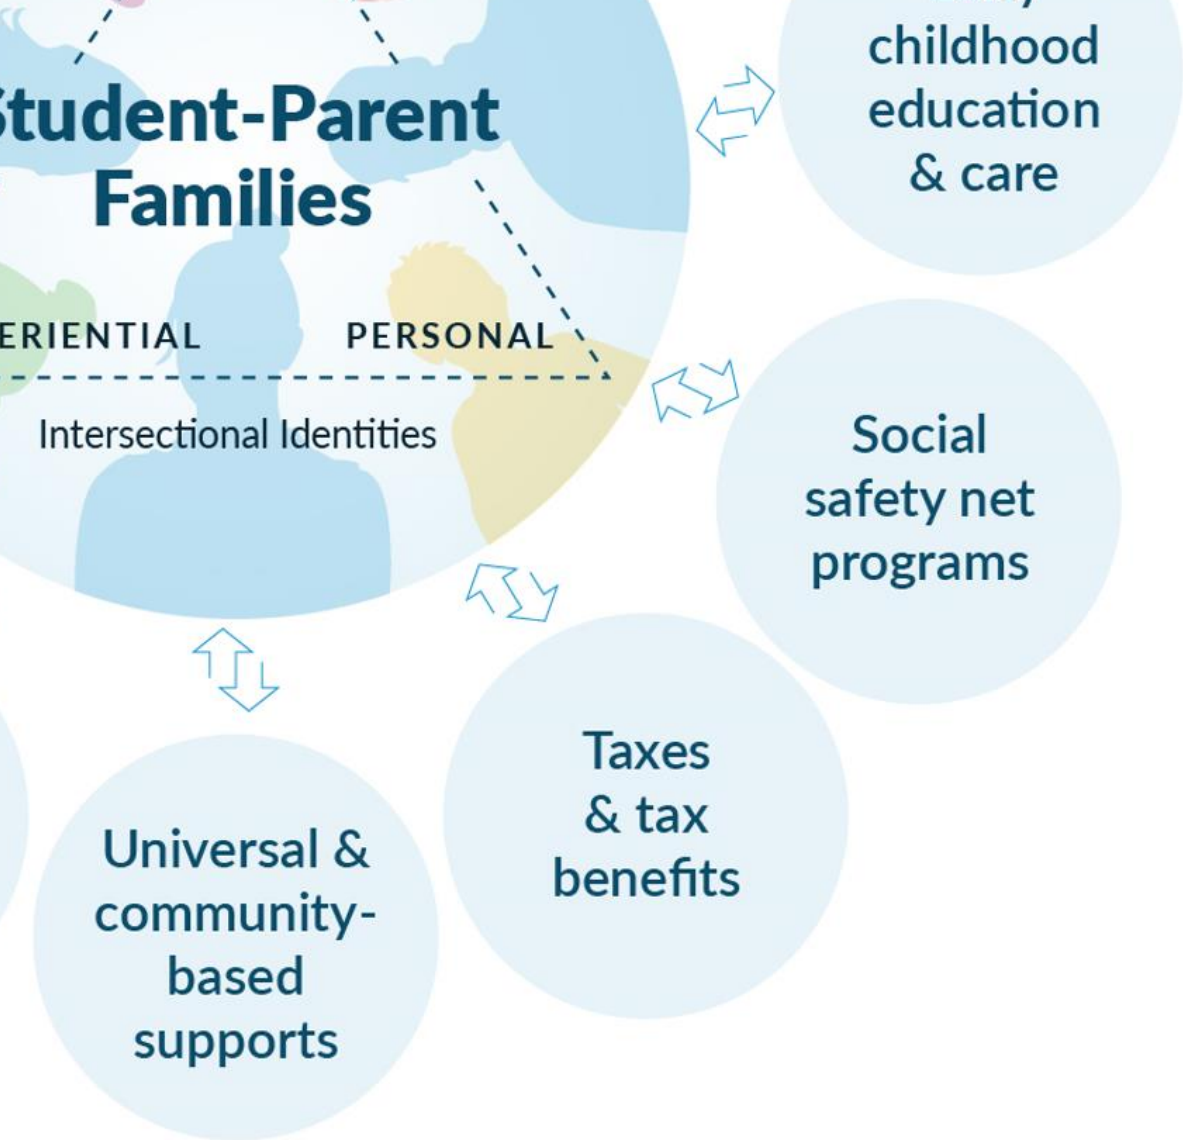 childhood
education
& care
Student-Parent
Families
ERIENTIAL
PERSONAL
Intersectional Identities
Social
safety net
programs
Taxes
& tax
benefits
Universal &
community-
based
supports